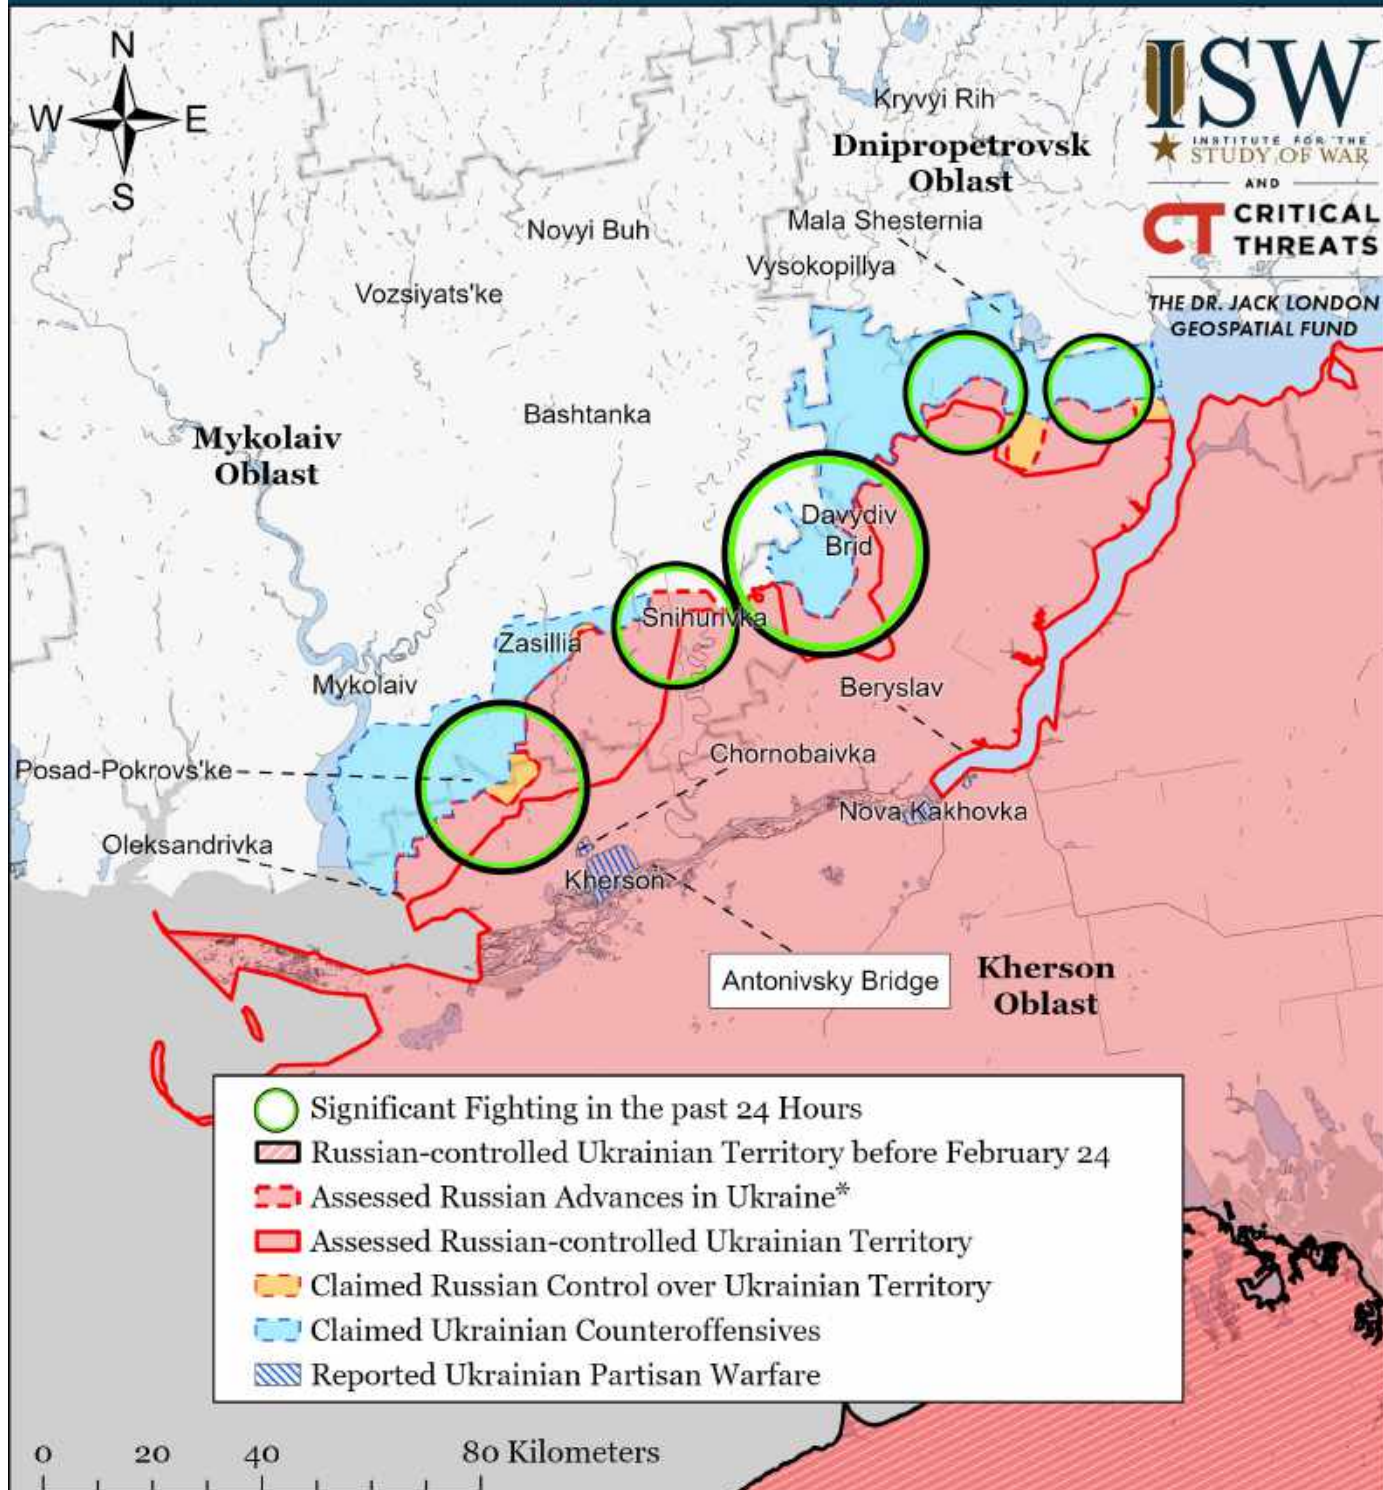 N
W E
S
ISW
INSTITUTE FOR THE
STUDY OF WAR
AND
CT CRITICAL
THREATS
THE DR. JACK LONDON
GEOSPATIAL FUND
Kryvyi Rih
Dnipropetrovsk
Oblast
Mala Shesternia
Novyi Buh
Vysokopillya
Vozsiyats'ke
Bashtanka
Mykolaiv
Oblast
Davydiv
Brid
Snihurivka
Zasillia
Mykolaiv
Beryslav
Chornobaivka
Posad-Pokrovs'ke
Nova Kakhovka
Oleksandrivka
Kherson
Antonivsky Bridge
Kherson
Oblast
Significant Fighting in the past 24 Hours
Russian-controlled Ukrainian Territory before February 24
Assessed Russian Advances in Ukraine*
Assessed Russian-controlled Ukrainian Territory
Claimed Russian Control over Ukrainian Territory
Claimed Ukrainian Counteroffensives
Reported Ukrainian Partisan Warfare
0 20 40 80 Kilometers